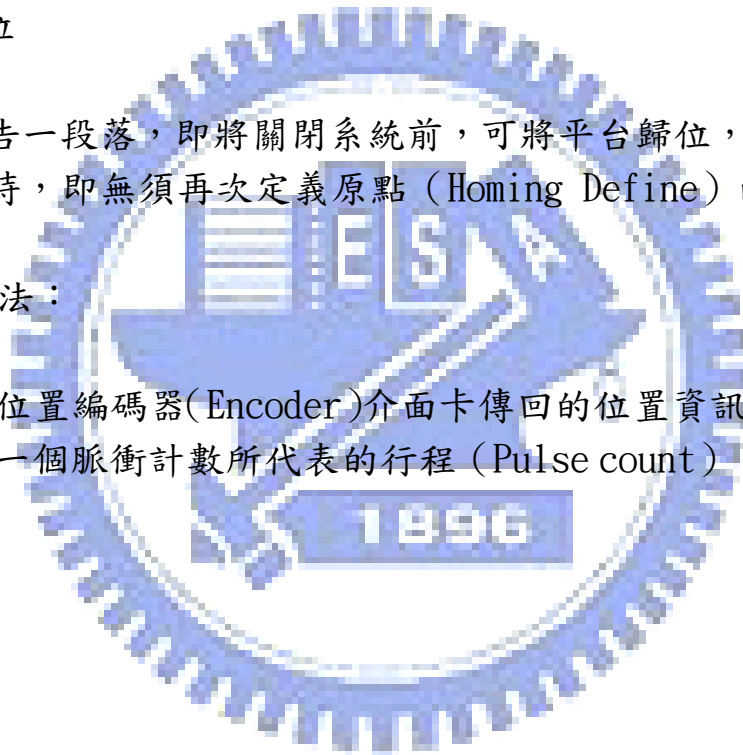 位
告一段落，即將關閉系統前，可將平台歸位，
時，即無須再次定義原點（Homing Define）
法：
位置編碼器(Encoder)介面卡傳回的位置資訊
一個脈衝計數所代表的行程（Pulse count）
E S A
1896